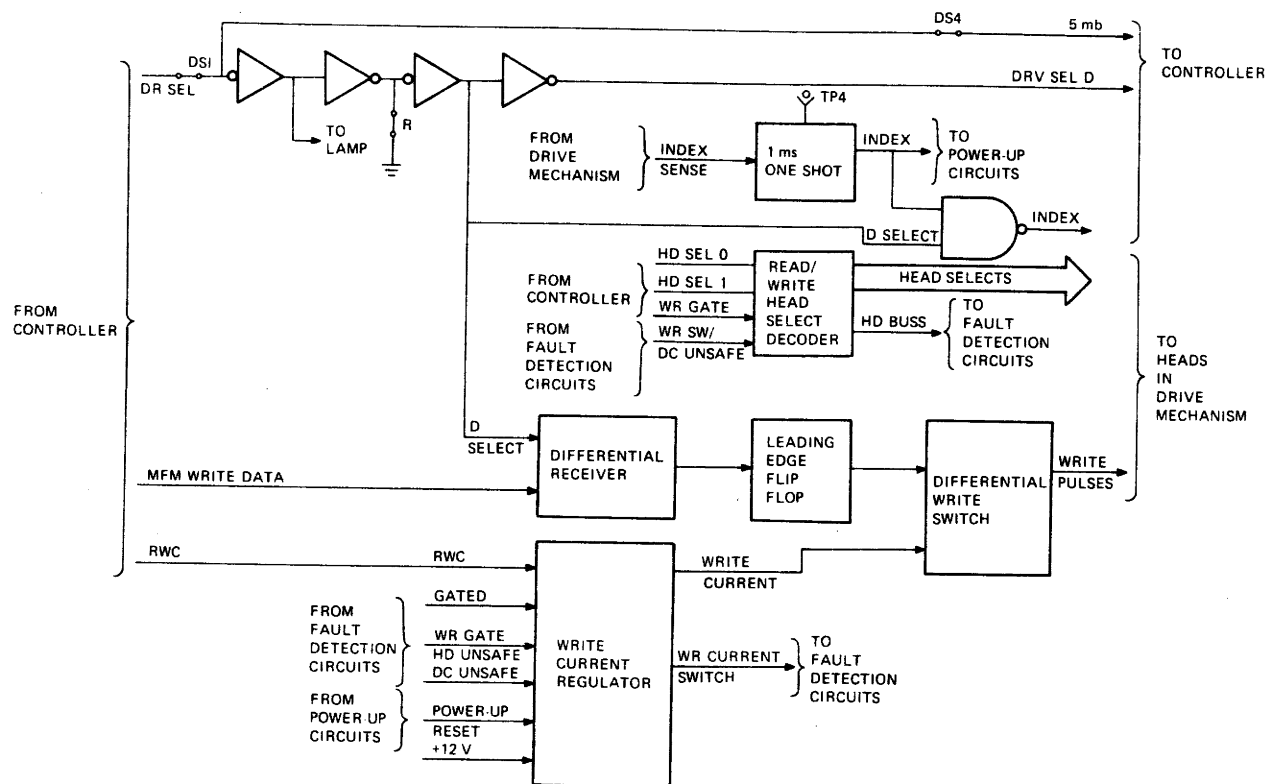 DS4
5 mb
TO
CONTROLLER
DS1
DR SEL
DRV SEL D
TO
LAMP
R
TP4
FROM
DRIVE
MECHANISM
INDEX
SENSE
1 ms
ONE SHOT
INDEX
TO
POWER-UP
CIRCUITS
D SELECT
INDEX
FROM
CONTROLLER
FROM
CONTROLLER
HD SEL 0
HD SEL 1
WR GATE
FROM
FAULT
DETECTION
CIRCUITS
WR SW/
DC UNSAFE
READ/
WRITE
HEAD
SELECT
DECODER
HEAD SELECTS
HD BUSS
TO
FAULT
DETECTION
CIRCUITS
TO
HEADS
IN
DRIVE
MECHANISM
D
SELECT
MFM WRITE DATA
DIFFERENTIAL
RECEIVER
LEADING
EDGE
FLIP
FLOP
DIFFERENTIAL
WRITE
SWITCH
WRITE
PULSES
RWC
RWC
WRITE
CURRENT
FROM
FAULT
DETECTION
CIRCUITS
GATED
WR GATE
HD UNSAFE
DC UNSAFE
FROM
POWER-UP
CIRCUITS
POWER-UP
RESET
+12 V
WRITE
CURRENT
REGULATOR
WR CURRENT
SWITCH
TO
FAULT
DETECTION
CIRCUITS